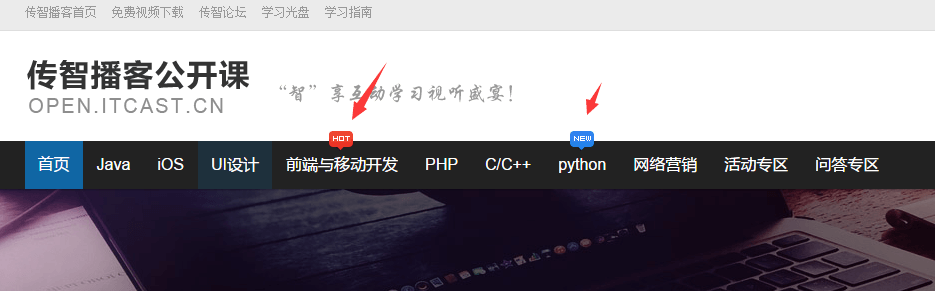 传智播客首页 免费视频下载 传智论坛 学习光盘 学习指南
传智播客公开课
OPEN.ITCAST.CN
“智”享互动学习视听盛宴！
HOT
NEW
首页 Java iOS UI设计 前端与移动开发 PHP C/C++ python 网络营销 活动专区 问答专区